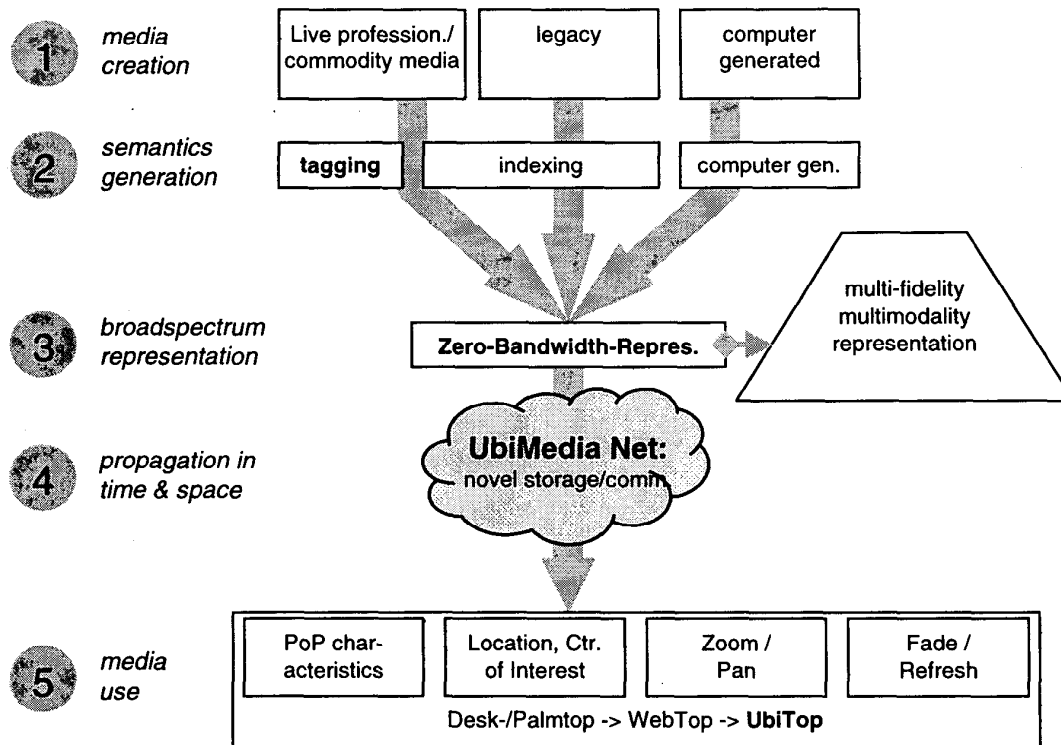 1
media
creation
Live profession./
commodity media
legacy
computer
generated
2
semantics
generation
tagging
indexing
computer gen.
3
broadspectrum
representation
Zero-Bandwidth-Repres.
multi-fidelity
multimodality
representation
4
propagation in
time & space
UbiMedia Net:
novel storage/comm.
5
media
use
PoP char-
acteristics
Location, Ctr.
of Interest
Zoom /
Pan
Fade /
Refresh
Desk-/Palmtop -> WebTop -> UbiTop